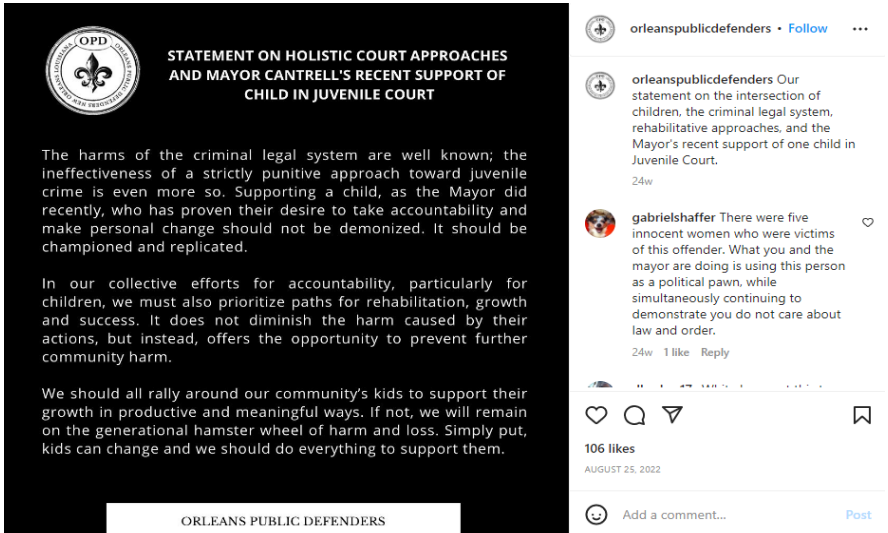 OPD
ORLEANS PUBLIC DEFENDERS NEW ORLEANS LOUISIANA
STATEMENT ON HOLISTIC COURT APPROACHES
AND MAYOR CANTRELL'S RECENT SUPPORT OF
CHILD IN JUVENILE COURT
The harms of the criminal legal system are well known; the
ineffectiveness of a strictly punitive approach toward juvenile
crime is even more so. Supporting a child, as the Mayor did
recently, who has proven their desire to take accountability and
make personal change should not be demonized. It should be
championed and replicated.
In our collective efforts for accountability, particularly for
children, we must also prioritize paths for rehabilitation, growth
and success. It does not diminish the harm caused by their
actions, but instead, offers the opportunity to prevent further
community harm.
We should all rally around our community's kids to support their
growth in productive and meaningful ways. If not, we will remain
on the generational hamster wheel of harm and loss. Simply put,
kids can change and we should do everything to support them.
ORLEANS PUBLIC DEFENDERS
orleanspublicdefenders • Follow
orleanspublicdefenders Our
statement on the intersection of
children, the criminal legal system,
rehabilitative approaches, and the
Mayor's recent support of one child in
Juvenile Court.
24w
gabrielshaffer There were five
innocent women who were victims
of this offender. What you and the
mayor are doing is using this person
as a political pawn, while
simultaneously continuing to
demonstrate you do not care about
law and order.
24w 1 like Reply
106 likes
AUGUST 25, 2022
Add a comment... Post